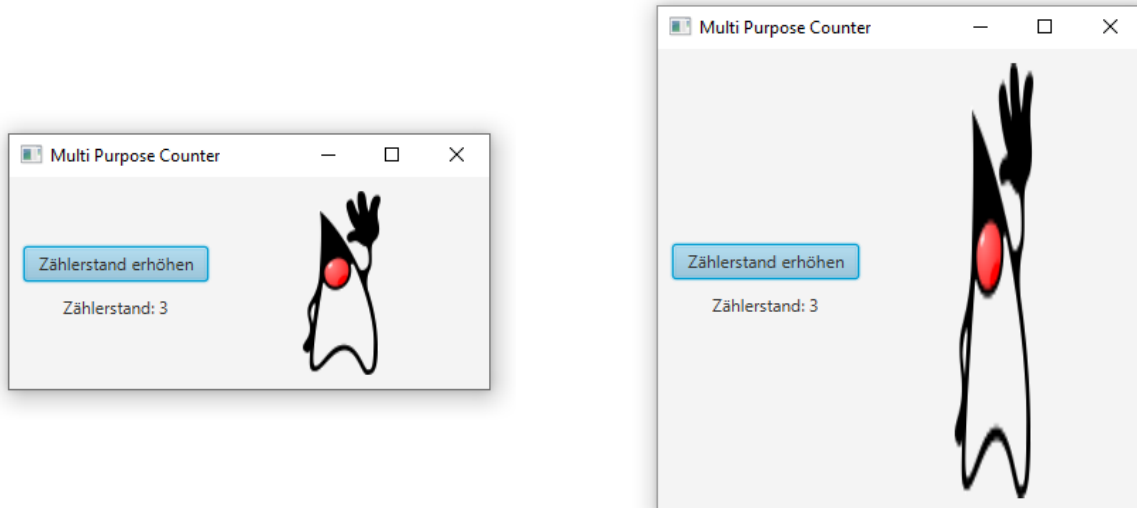 Multi Purpose Counter
Zählerstand erhöhen
Zählerstand: 3
Multi Purpose Counter
Zählerstand erhöhen
Zählerstand: 3